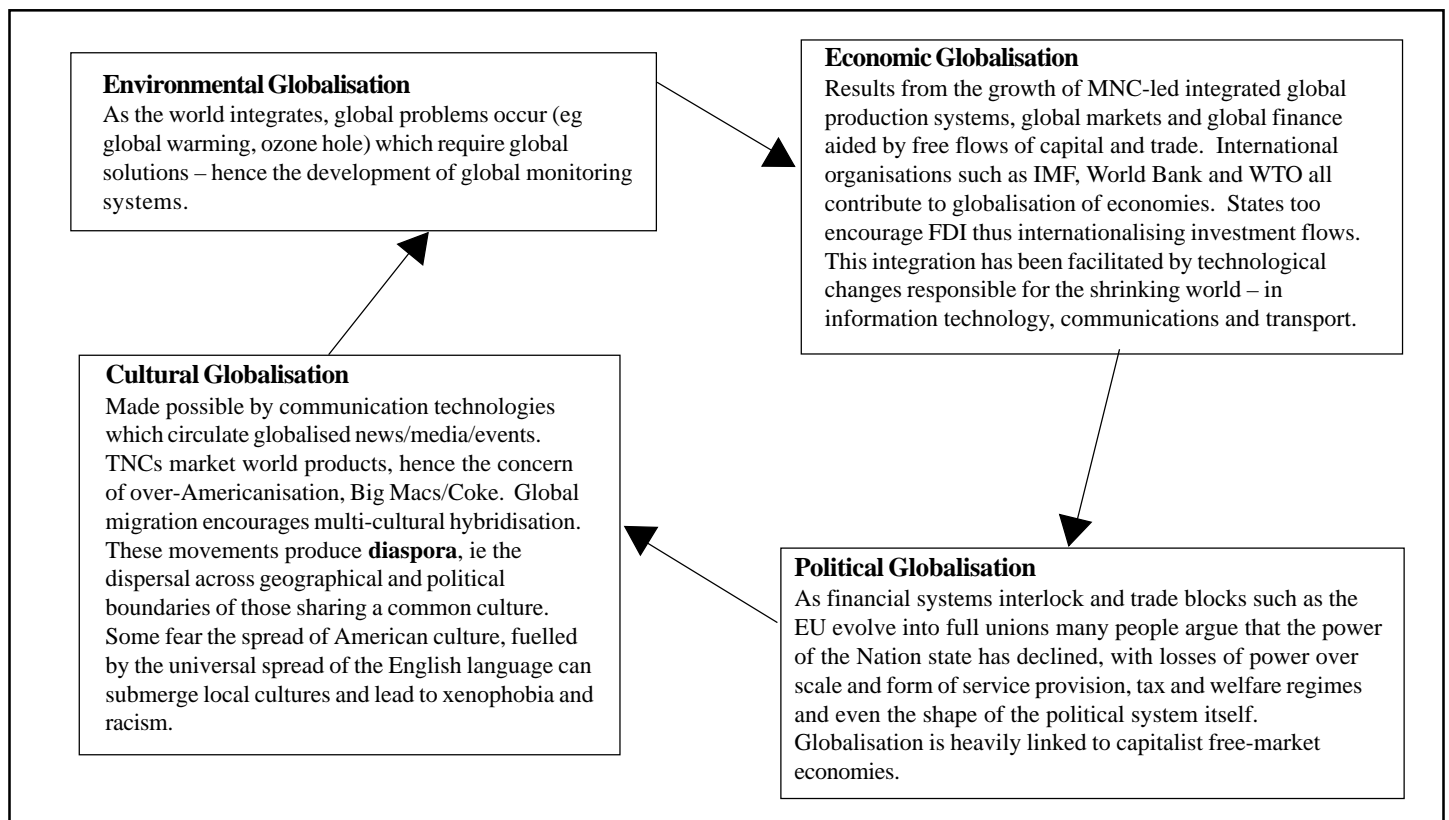 Environmental Globalisation
As the world integrates, global problems occur (eg
global warming, ozone hole) which require global
solutions – hence the development of global monitoring
systems.
Economic Globalisation
Results from the growth of MNC-led integrated global
production systems, global markets and global finance
aided by free flows of capital and trade. International
organisations such as IMF, World Bank and WTO all
contribute to globalisation of economies. States too
encourage FDI thus internationalising investment flows.
This integration has been facilitated by technological
changes responsible for the shrinking world – in
information technology, communications and transport.
Cultural Globalisation
Made possible by communication technologies
which circulate globalised news/media/events.
TNCs market world products, hence the concern
of over-Americanisation, Big Macs/Coke. Global
migration encourages multi-cultural hybridisation.
These movements produce diaspora, ie the
dispersal across geographical and political
boundaries of those sharing a common culture.
Some fear the spread of American culture, fuelled
by the universal spread of the English language can
submerge local cultures and lead to xenophobia and
racism.
Political Globalisation
As financial systems interlock and trade blocks such as the
EU evolve into full unions many people argue that the power
of the Nation state has declined, with losses of power over
scale and form of service provision, tax and welfare regimes
and even the shape of the political system itself.
Globalisation is heavily linked to capitalist free-market
economies.